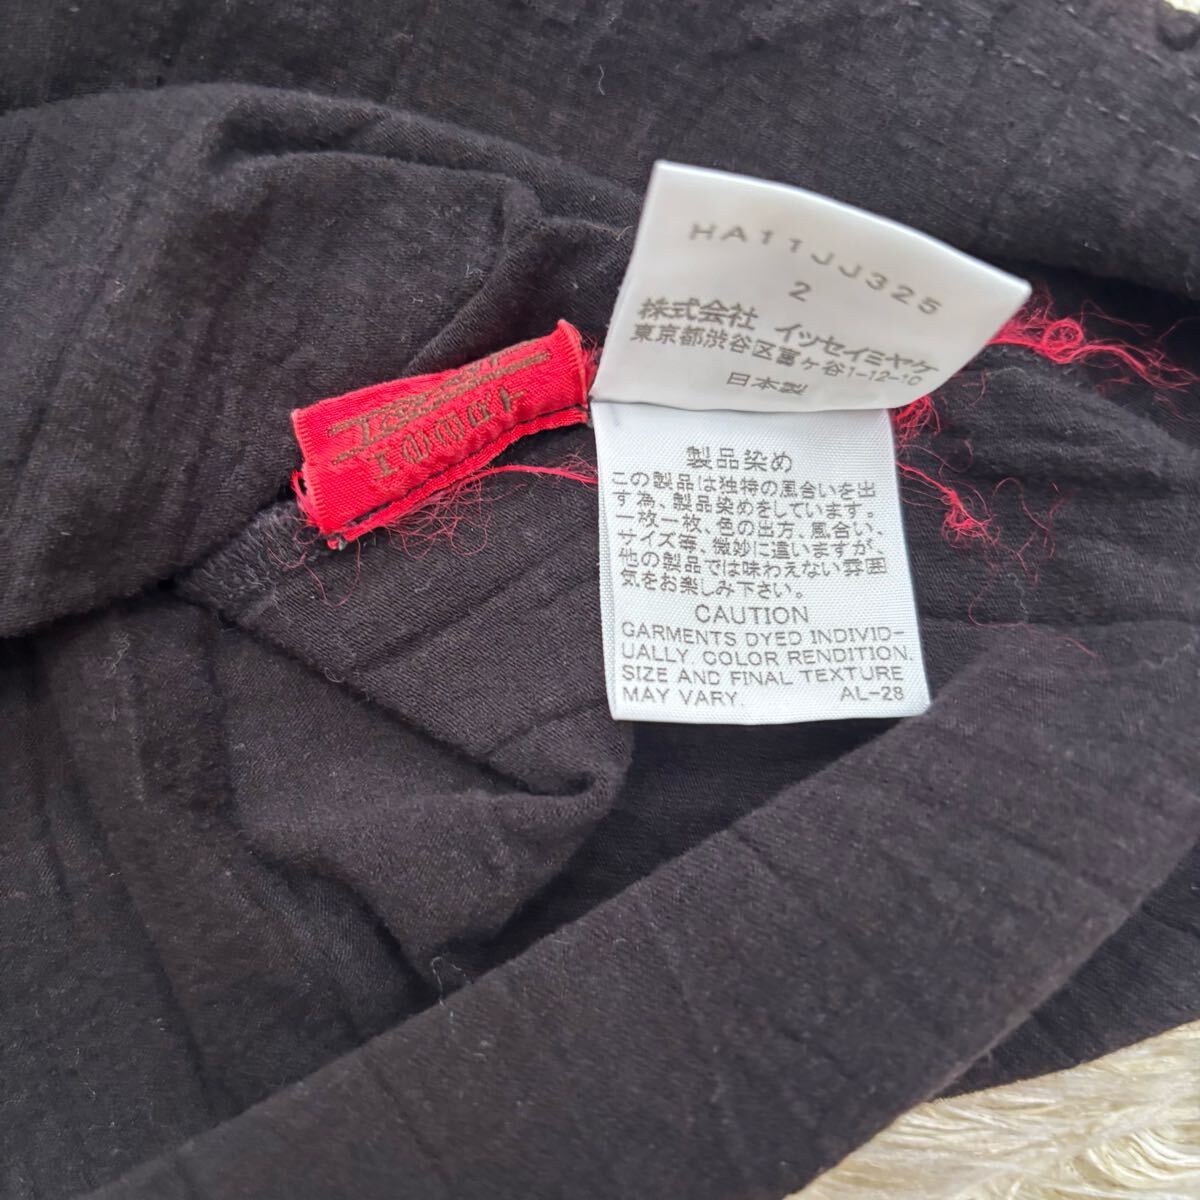 HA11JJ325
2
株式会社 イッセイミヤケ
東京都渋谷区富ヶ谷1-12-10
日本製
製品染め
この製品は独特の風合いを出
す為、製品染めをしています。
一枚一枚、色の出方、風合い、
サイズ等、微妙に違いますが、
他の製品では味わえない雰囲
気をお楽しみ下さい。
CAUTION
GARMENTS DYED INDIVID-
UALLY COLOR RENDITION.
SIZE AND FINAL TEXTURE
MAY VARY. AL-28